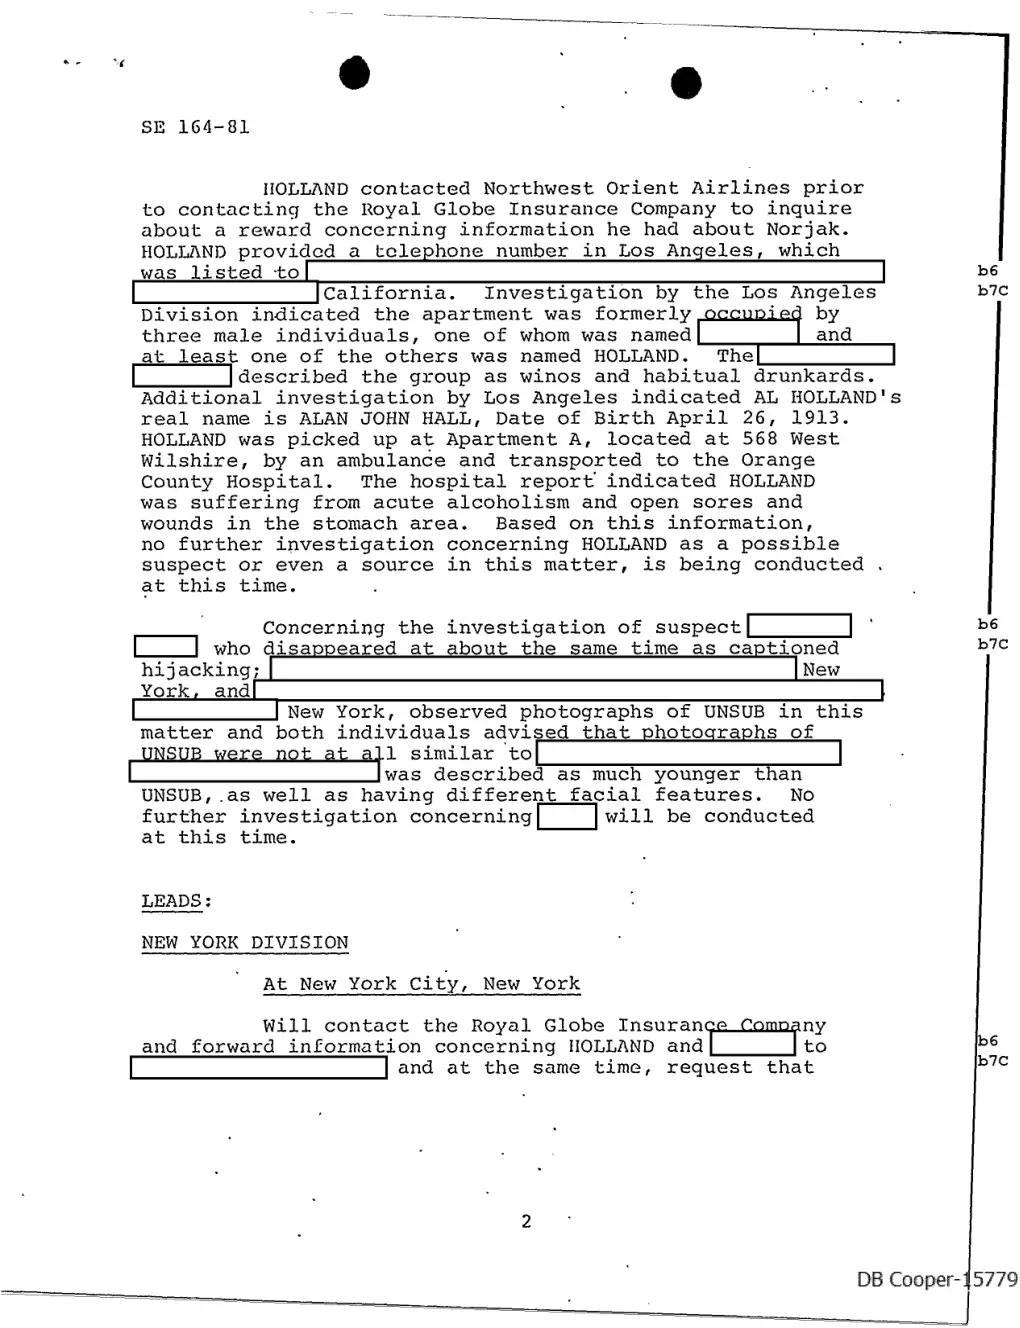 SE 164-81
HOLLAND contacted Northwest Orient Airlines prior
to contacting the Royal Globe Insurance Company to inquire
about a reward concerning information he had about Norjak.
HOLLAND provided a telephone number in Los Angeles, which
was listed to
b6
California. Investigation by the Los Angeles
b7C
Division indicated the apartment was formerly occupied by
three male individuals, one of whom was named and
at least one of the others was named HOLLAND. The
described the group as winos and habitual drunkards.
Additional investigation by Los Angeles indicated AL HOLLAND's
real name is ALAN JOHN HALL, Date of Birth April 26, 1913.
HOLLAND was picked up at Apartment A, located at 568 West
Wilshire, by an ambulance and transported to the Orange
County Hospital. The hospital report indicated HOLLAND
was suffering from acute alcoholism and open sores and
wounds in the stomach area. Based on this information,
no further investigation concerning HOLLAND as a possible
suspect or even a source in this matter, is being conducted
at this time.
Concerning the investigation of suspect
b6
who disappeared at about the same time as captioned
b7C
hijacking; New
York, and
New York, observed photographs of UNSUB in this
matter and both individuals advised that photographs of
UNSUB were not at all similar to
was described as much younger than
UNSUB, as well as having different facial features. No
further investigation concerning will be conducted
at this time.
LEADS:
NEW YORK DIVISION
At New York City, New York
Will contact the Royal Globe Insurance Company
and forward information concerning HOLLAND and to
b6
and at the same time, request that
b7C
2
DB Cooper-15779